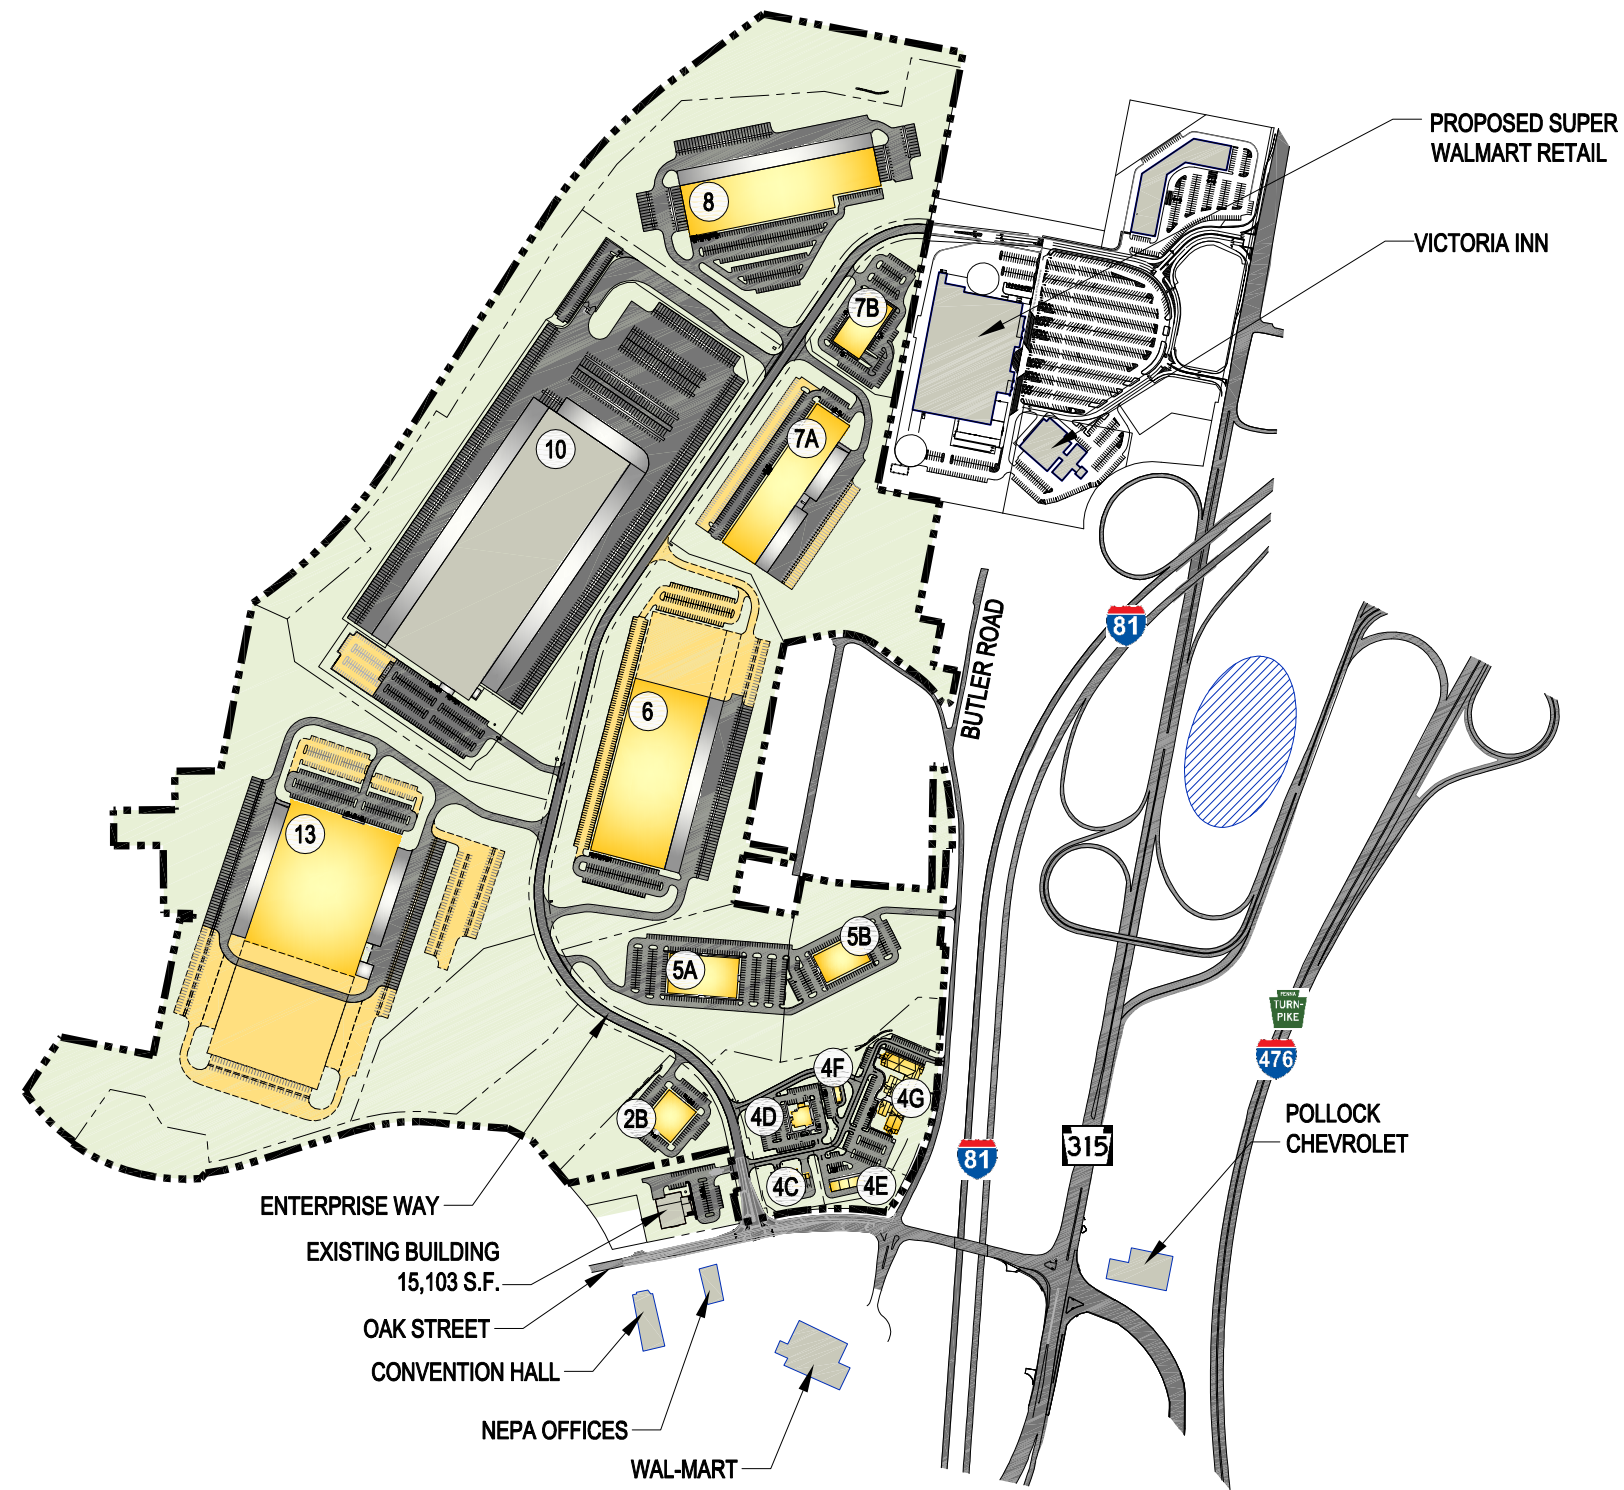 PROPOSED SUPER
WALMART RETAIL
8
VICTORIA INN
7B
7A
10
81
BUTLER ROAD
6
13
5B
5A
PENNA
TURN-
PIKE
476
4F
4G
4D
2B
POLLOCK
CHEVROLET
315
81
4C
4E
ENTERPRISE WAY
EXISTING BUILDING
15,103 S.F.
OAK STREET
CONVENTION HALL
NEPA OFFICES
WAL-MART